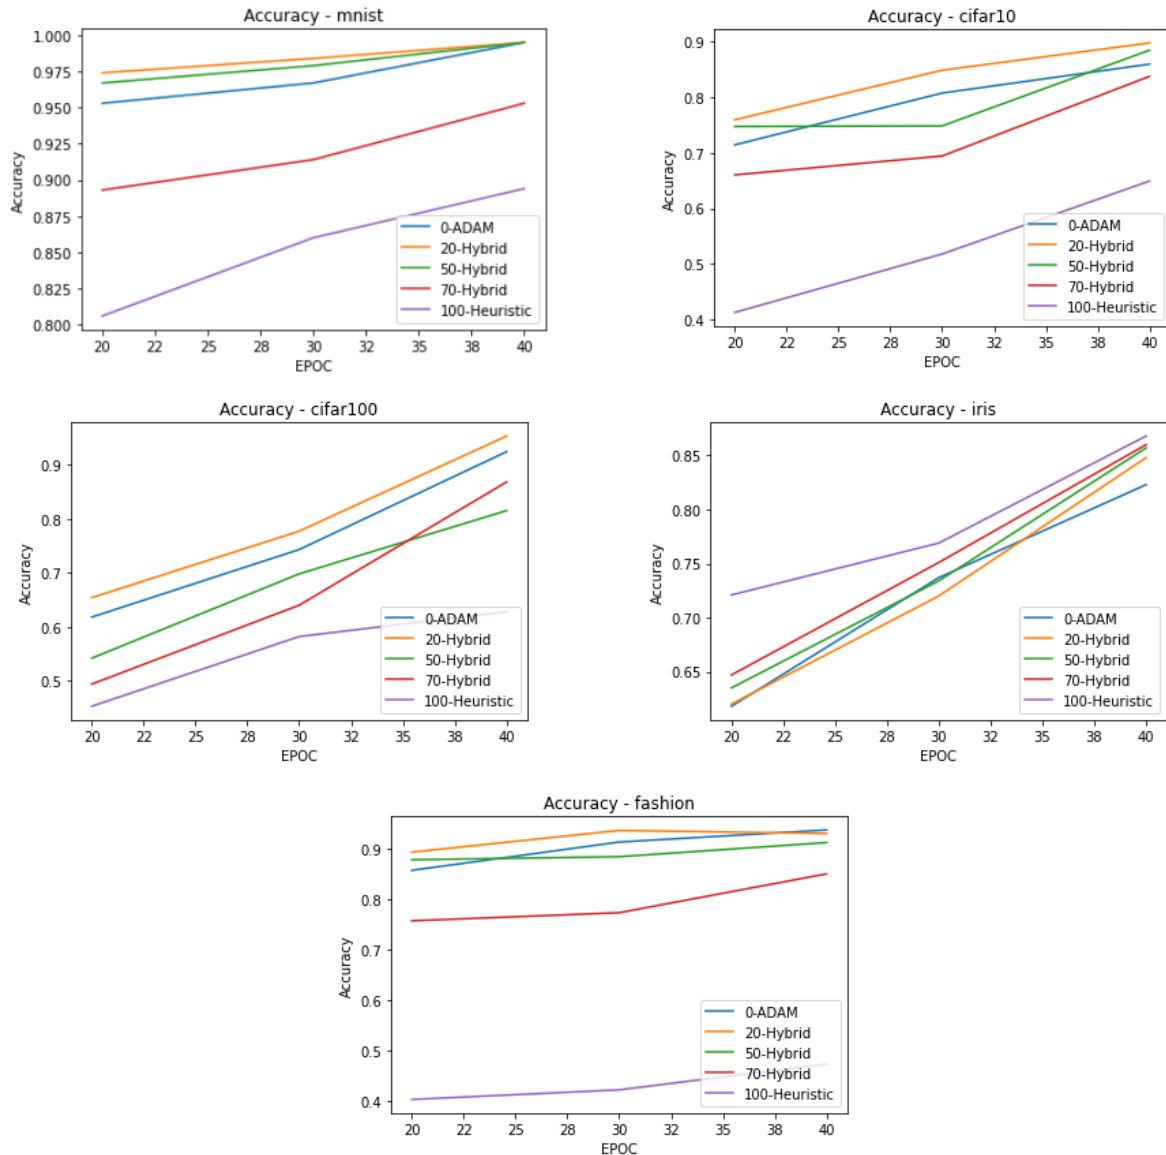 Accuracy - mnist
1.000
0.975
0.950
0.925
0.900
0.875
0.850
0.825
0.800
Accuracy
20 22 25 28 30 32 35 38 40
EPOC
0-ADAM
20-Hybrid
50-Hybrid
70-Hybrid
100-Heuristic
Accuracy - cifar10
0.9
0.8
0.7
0.6
0.5
0.4
Accuracy
20 22 25 28 30 32 35 38 40
EPOC
0-ADAM
20-Hybrid
50-Hybrid
70-Hybrid
100-Heuristic
Accuracy - cifar100
0.9
0.8
0.7
0.6
0.5
Accuracy
20 22 25 28 30 32 35 38 40
EPOC
0-ADAM
20-Hybrid
50-Hybrid
70-Hybrid
100-Heuristic
Accuracy - iris
0.85
0.80
0.75
0.70
0.65
Accuracy
20 22 25 28 30 32 35 38 40
EPOC
0-ADAM
20-Hybrid
50-Hybrid
70-Hybrid
100-Heuristic
Accuracy - fashion
0.9
0.8
0.7
0.6
0.5
0.4
Accuracy
20 22 25 28 30 32 35 38 40
EPOC
0-ADAM
20-Hybrid
50-Hybrid
70-Hybrid
100-Heuristic